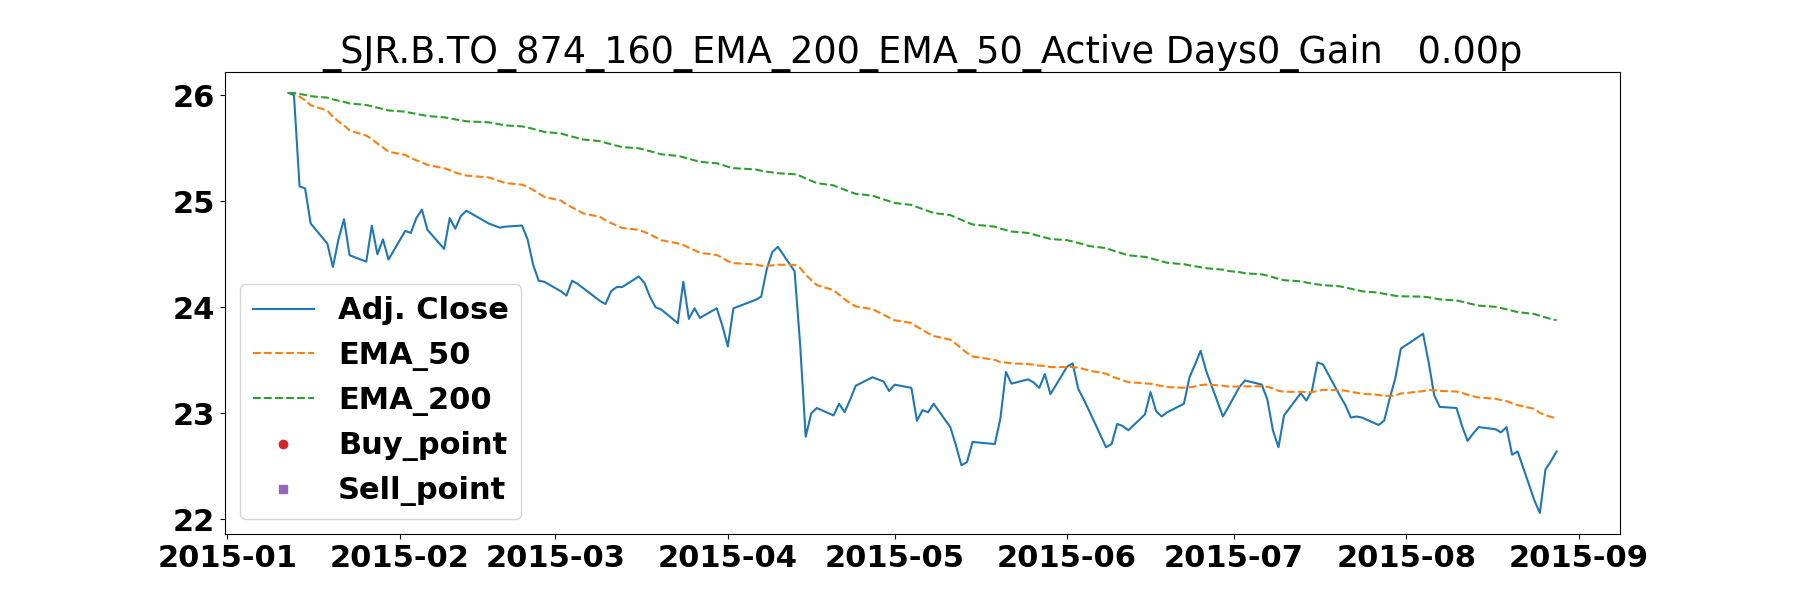 _SJR.B.TO_874_160_EMA_200_EMA_50_Active Days0_Gain   0.00p
26
25
24
23
22
Adj. Close
EMA_50
EMA_200
Buy_point
Sell_point
2015-01 2015-02 2015-03 2015-04 2015-05 2015-06 2015-07 2015-08 2015-09